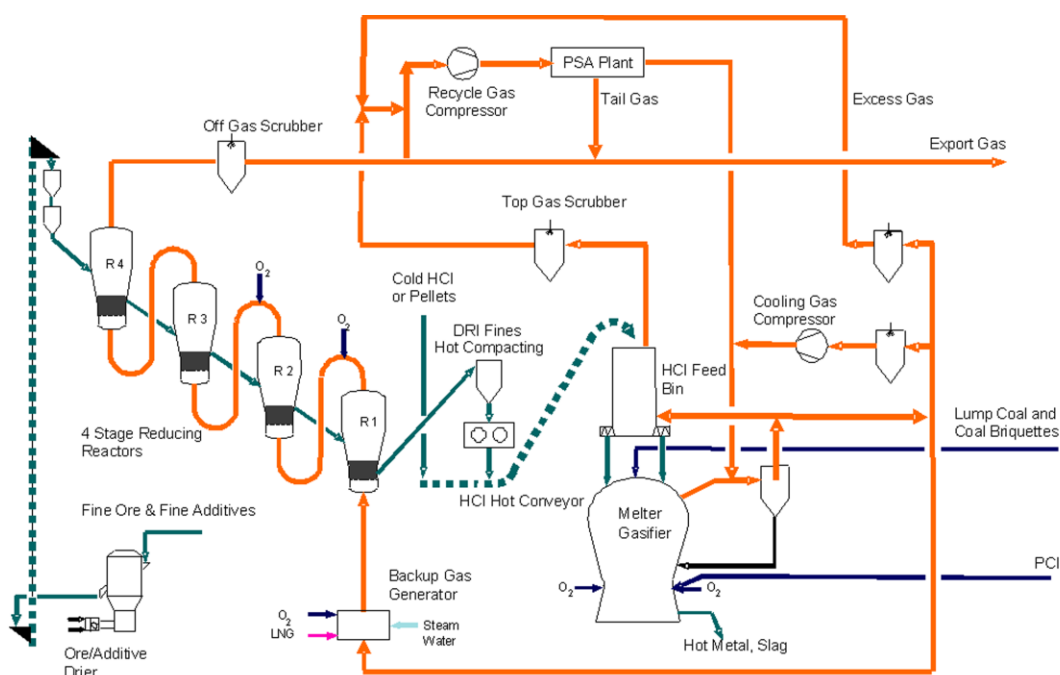 PSA Plant
Recycle Gas
Compressor
Tail Gas
Excess Gas
Off Gas Scrubber
Export Gas
Top Gas Scrubber
R 4
O2
Cold HCI
or Pellets
R 3
O2
DRI Fines
Hot Compacting
Cooling Gas
Compressor
R 2
HCI Feed
Bin
R 1
Lump Coal and
Coal Briquettes
4 Stage Reducing
Reactors
HCI Hot Conveyor
Melter
Gasifier
Fine Ore & Fine Additives
PCI
Backup Gas
Generator
O2
O2
O2
LNG
Steam
Water
Hot Metal, Slag
Ore/Additive
Drier